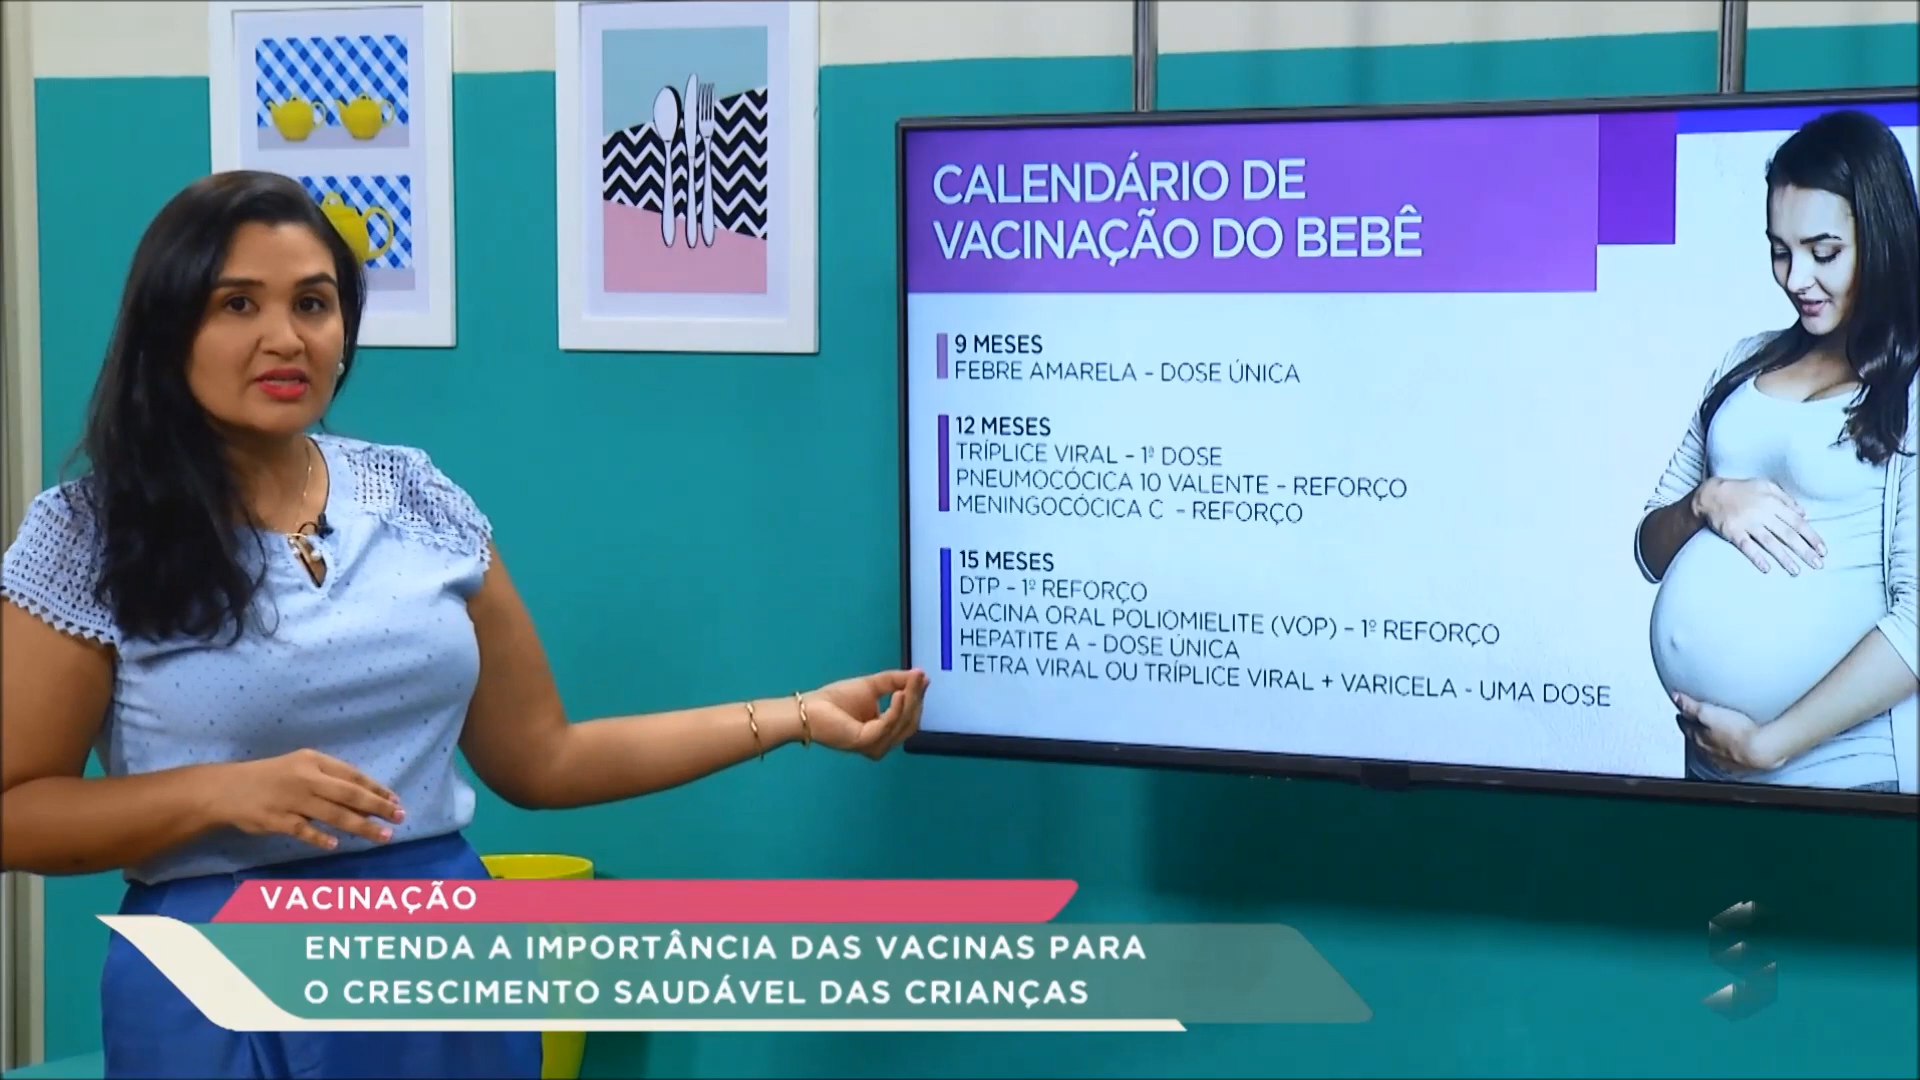 CALENDÁRIO DE
VACINAÇÃO DO BEBÊ
9 MESES
FEBRE AMARELA - DOSE ÚNICA
12 MESES
TRÍPLICE VIRAL - 1ª DOSE
PNEUMOCÓCICA 10 VALENTE - REFORÇO
MENINGOCÓCICA C - REFORÇO
15 MESES
DTP - 1º REFORÇO
VACINA ORAL POLIOMIELITE (VOP) - 1º REFORÇO
HEPATITE A - DOSE ÚNICA
TETRA VIRAL OU TRÍPLICE VIRAL + VARICELA - UMA DOSE
VACINAÇÃO
ENTENDA A IMPORTÂNCIA DAS VACINAS PARA
O CRESCIMENTO SAUDÁVEL DAS CRIANÇAS